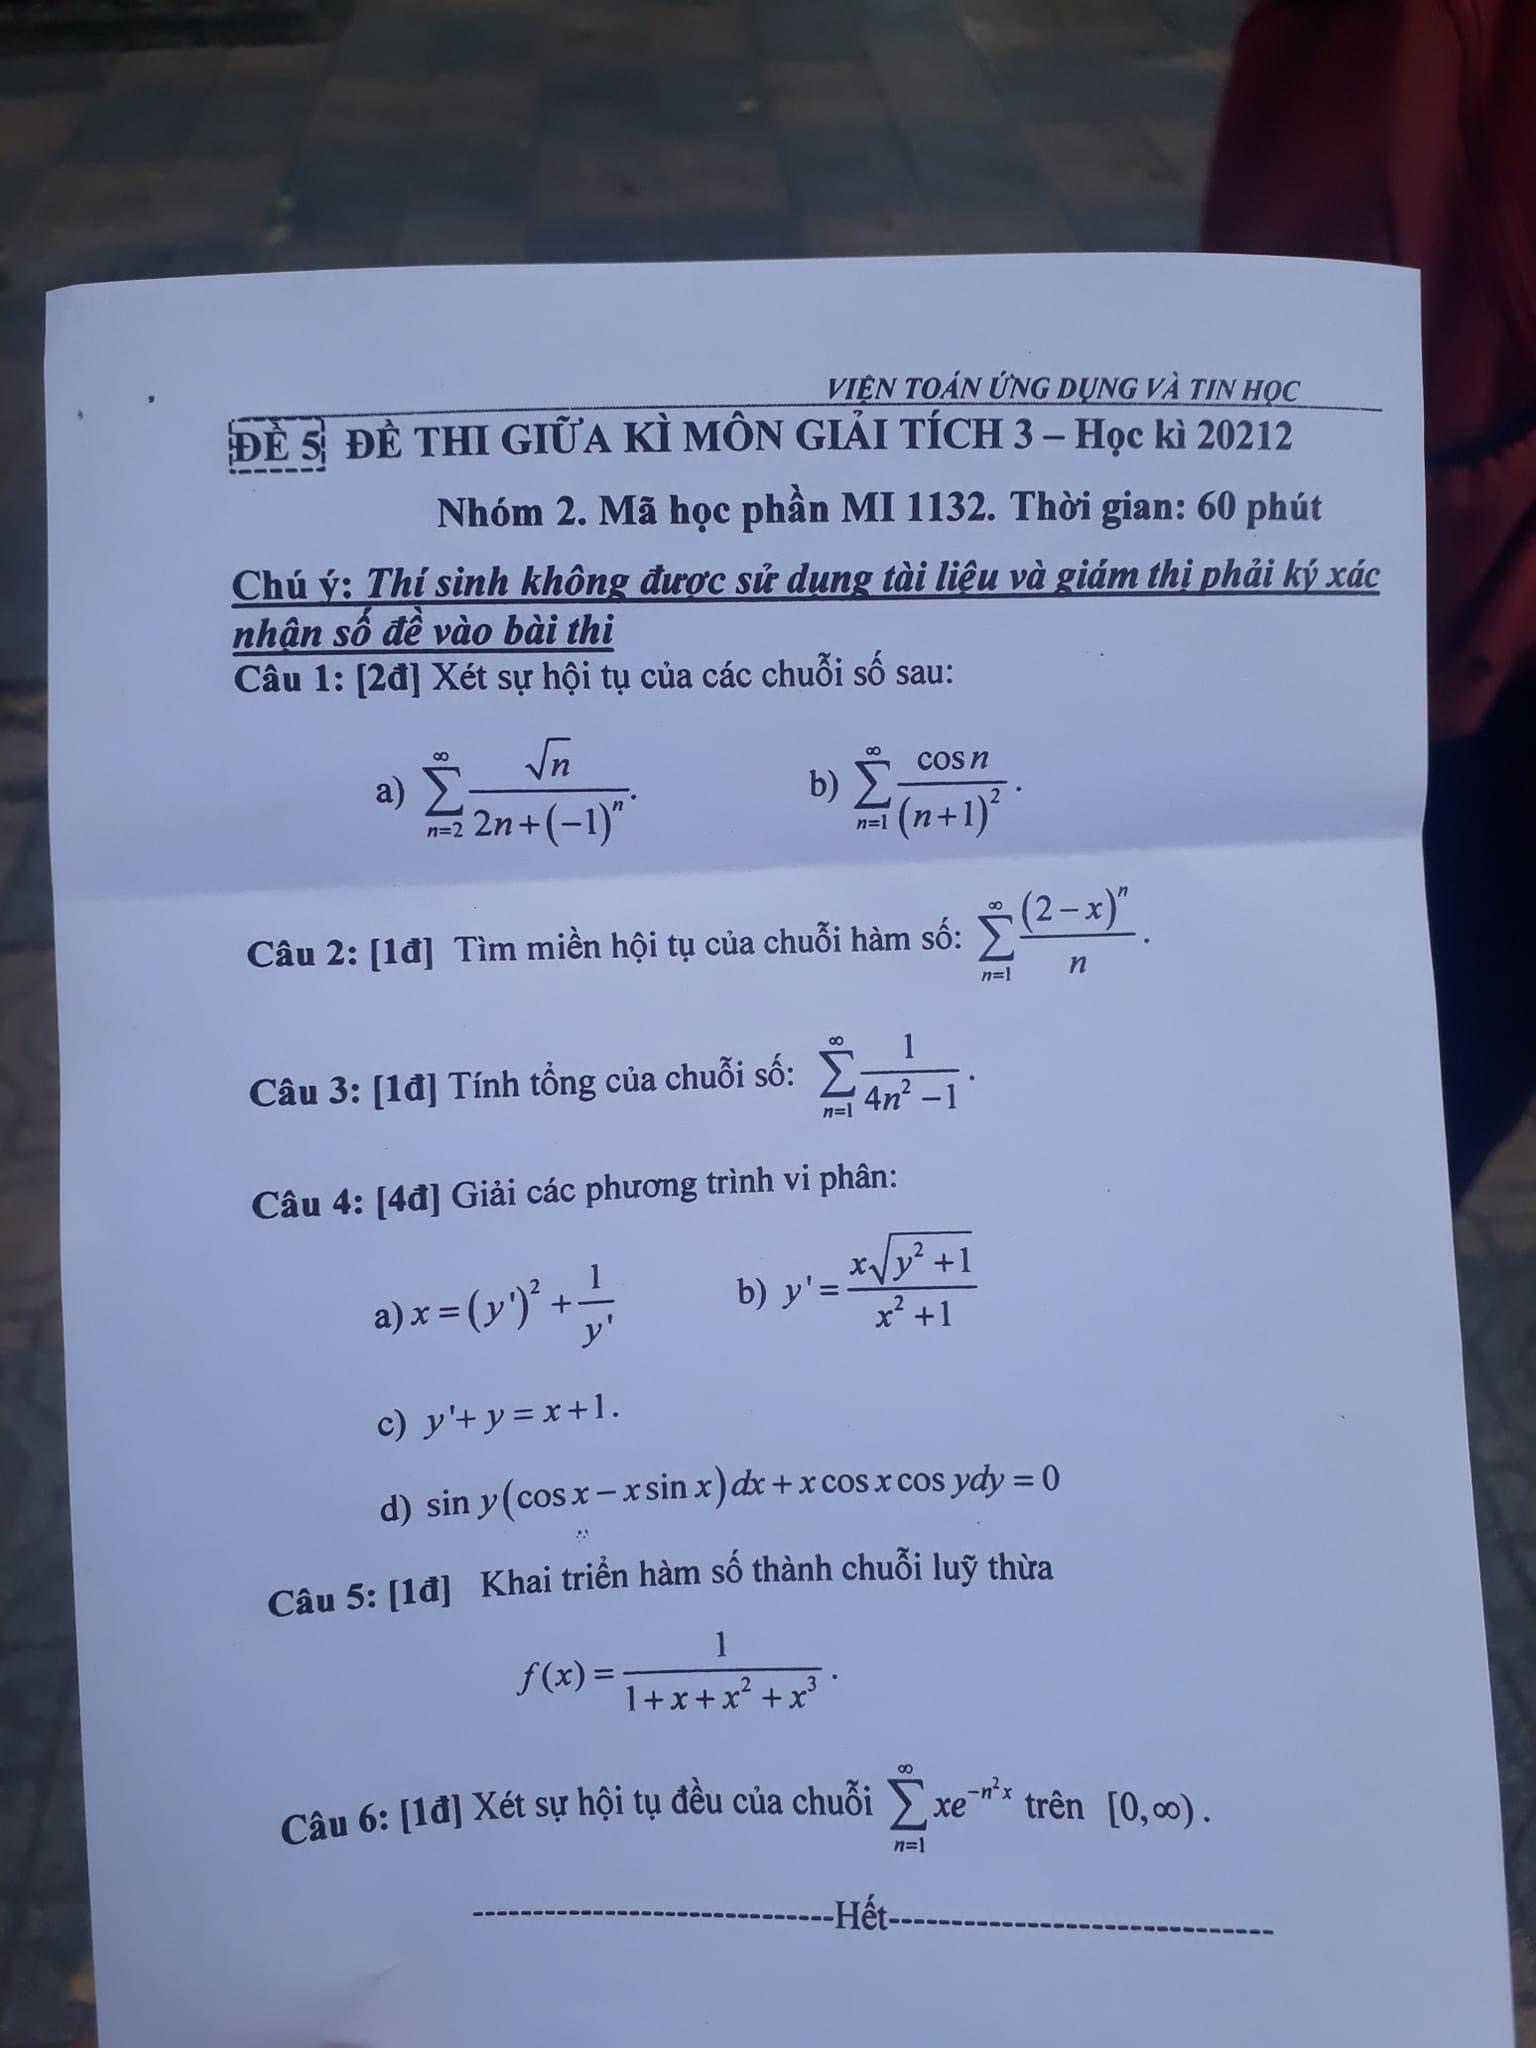 VIỆN TOÁN ỨNG DỤNG VÀ TIN HỌC
ĐỀ 5 ĐỀ THI GIỮA KÌ MÔN GIẢI TÍCH 3 – Học kì 20212
Nhóm 2. Mã học phần MI 1132. Thời gian: 60 phút
Chú ý: Thí sinh không được sử dụng tài liệu và giám thị phải ký xác
nhận số đề vào bài thi
Câu 1: [2đ] Xét sự hội tụ của các chuỗi số sau:
a) $\sum_{n=2}^{\infty} \frac{\sqrt{n}}{2n+(-1)^n}$. b) $\sum_{n=1}^{\infty} \frac{\cos n}{(n+1)^2}$.
Câu 2: [1đ] Tìm miền hội tụ của chuỗi hàm số: $\sum_{n=1}^{\infty} \frac{(2-x)^n}{n}$.
Câu 3: [1đ] Tính tổng của chuỗi số: $\sum_{n=1}^{\infty} \frac{1}{4n^2-1}$.
Câu 4: [4đ] Giải các phương trình vi phân:
a) $x = (y')^2 + \frac{1}{y'}$ b) $y' = \frac{x\sqrt{y^2+1}}{x^2+1}$
c) $y' + y = x + 1$.
d) $\sin y(\cos x - x\sin x)dx + x\cos x\cos ydy = 0$
Câu 5: [1đ] Khai triển hàm số thành chuỗi luỹ thừa
$f(x) = \frac{1}{1+x+x^2+x^3}$.
Câu 6: [1đ] Xét sự hội tụ đều của chuỗi $\sum_{n=1}^{\infty} xe^{-n^2x}$ trên $[0,\infty)$.
------------------------------Hết--------------------------------